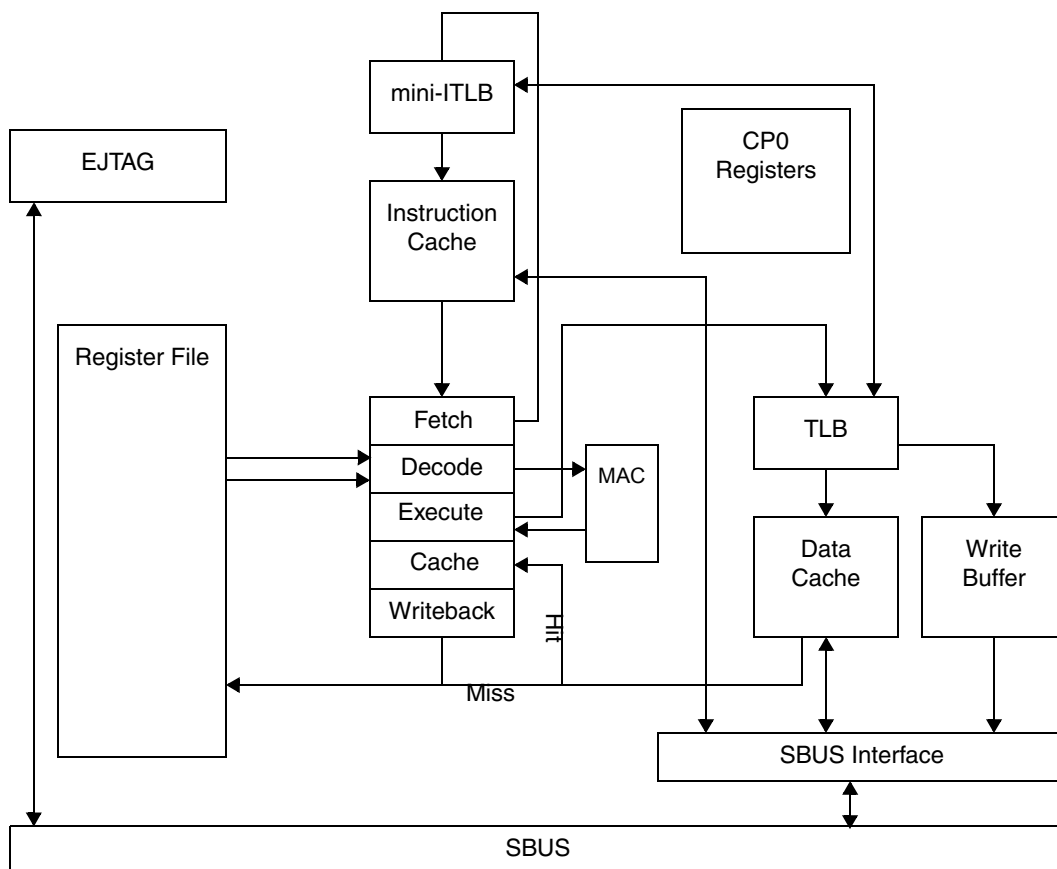 mini-ITLB
CP0
Registers
EJTAG
Instruction
Cache
Register File
Fetch
TLB
Decode
MAC
Execute
Data
Cache
Write
Buffer
Cache
Writeback
Hit
Miss
SBUS Interface
SBUS